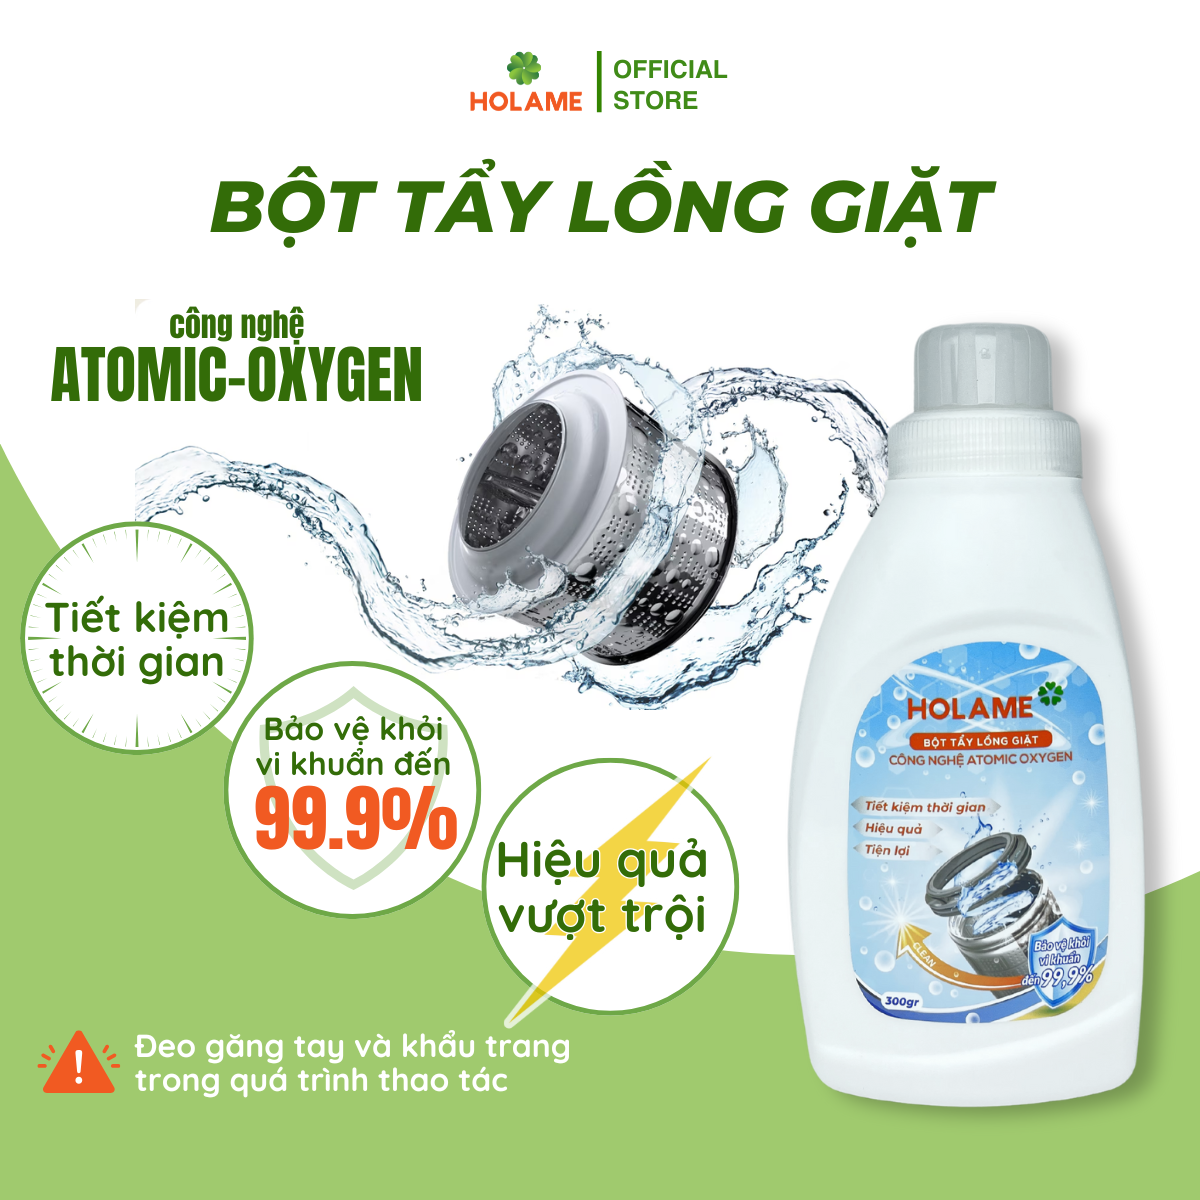 HOLAME
OFFICIAL
STORE
BỘT TẨY LỒNG GIẶT
công nghệ
ATOMIC-OXYGEN
Tiết kiệm
thời gian
Bảo vệ khỏi
vi khuẩn đến
99.9%
Hiệu quả
vượt trội
Đeo găng tay và khẩu trang
trong quá trình thao tác
HOLAME
BỘT TẨY LỒNG GIẶT
CÔNG NGHỆ ATOMIC OXYGEN
Tiết kiệm thời gian
Hiệu quả
Tiện lợi
CLEAN
Bảo vệ khỏi
vi khuẩn
đến 99,9%
300gr